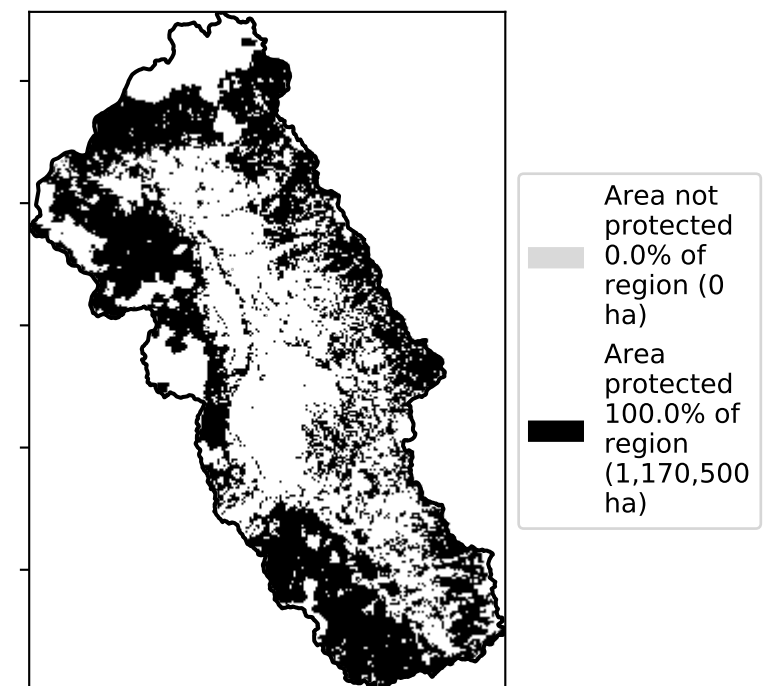 Area not
protected
0.0% of
region (0
ha)
Area
protected
100.0% of
region
(1,170,500
ha)